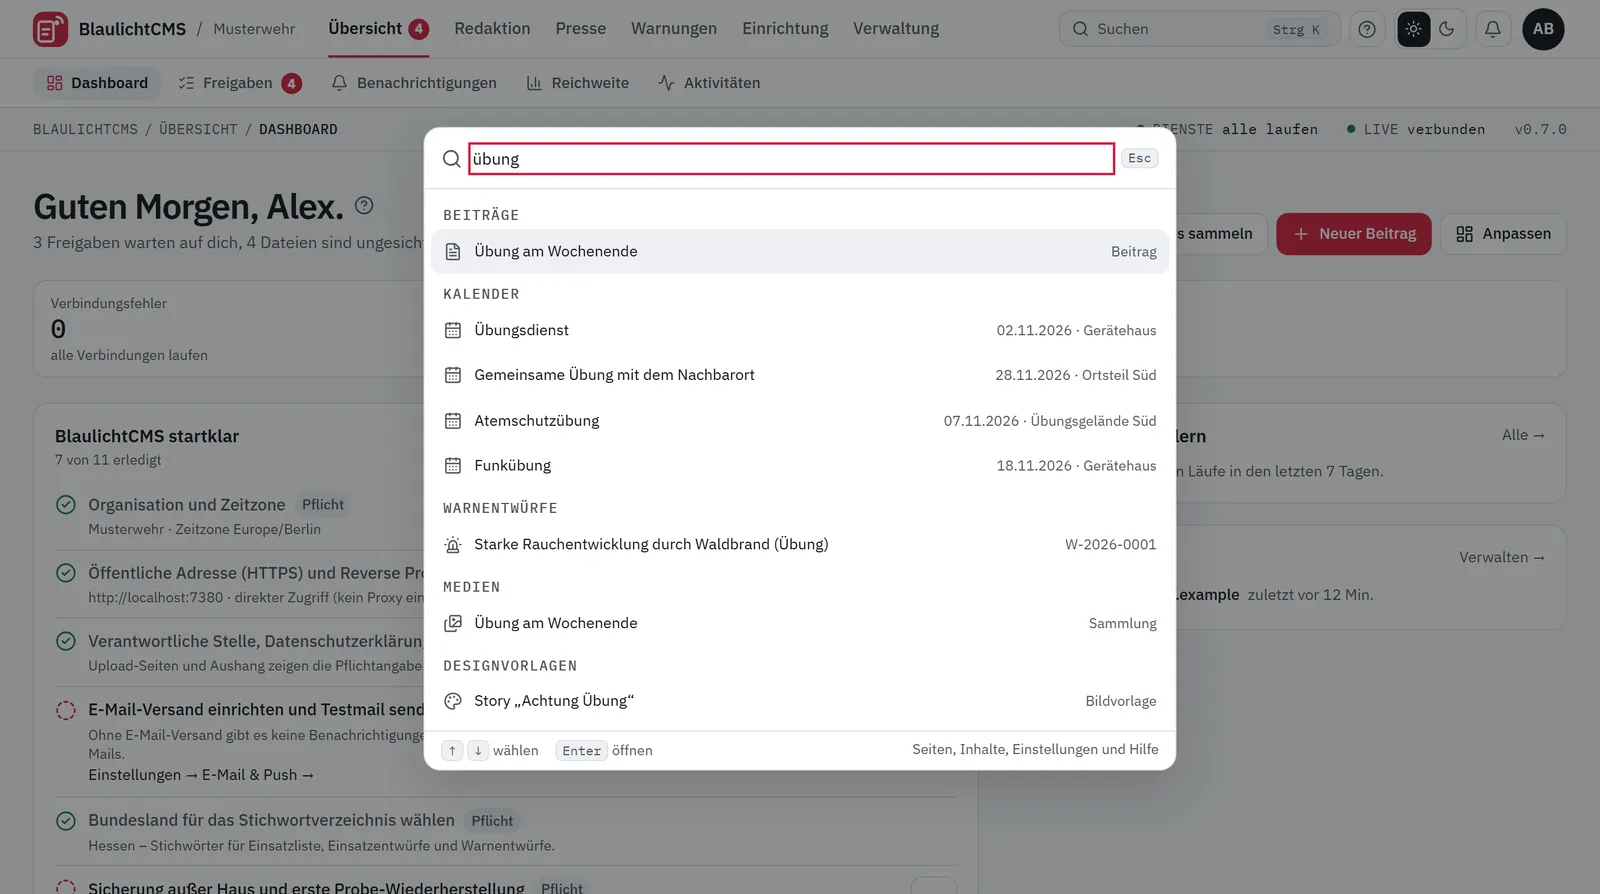 BlaulichtCMS / Musterwehr Übersicht 4 Redaktion Presse Warnungen Einrichtung Verwaltung Suchen Strg K AB
Dashboard Freigaben 4 Benachrichtigungen Reichweite Aktivitäten
BLAULICHTCMS / ÜBERSICHT / DASHBOARD DIENSTE alle laufen LIVE verbunden v0.7.0
übung Esc
Guten Morgen, Alex.
3 Freigaben warten auf dich, 4 Dateien sind ungesich
s sammeln + Neuer Beitrag Anpassen
BEITRÄGE
Übung am Wochenende Beitrag
KALENDER
Übungsdienst 02.11.2026 · Gerätehaus
Gemeinsame Übung mit dem Nachbarort 28.11.2026 · Ortsteil Süd
Atemschutzübung 07.11.2026 · Übungsgelände Süd
Funkübung 18.11.2026 · Gerätehaus
WARNENTWÜRFE
Starke Rauchentwicklung durch Waldbrand (Übung) W-2026-0001
MEDIEN
Übung am Wochenende Sammlung
DESIGNVORLAGEN
Story „Achtung Übung“ Bildvorlage
↑ ↓ wählen Enter öffnen Seiten, Inhalte, Einstellungen und Hilfe
Verbindungsfehler
0
alle Verbindungen laufen
BlaulichtCMS startklar
7 von 11 erledigt
Organisation und Zeitzone Pflicht
Musterwehr · Zeitzone Europe/Berlin
Öffentliche Adresse (HTTPS) und Reverse Pr
http://localhost:7380 · direkter Zugriff (kein Proxy ein
Verantwortliche Stelle, Datenschutzerklärun
Upload-Seiten und Aushang zeigen die Pflichtangabe
E-Mail-Versand einrichten und Testmail send
Ohne E-Mail-Versand gibt es keine Benachrichtigunge
Mails.
Einstellungen → E-Mail & Push →
Bundesland für das Stichwortverzeichnis wählen Pflicht
Hessen – Stichwörter für Einsatzliste, Einsatzentwürfe und Warnentwürfe.
Sicherung außer Haus und erste Probe-Wiederherstellung Pflicht
lern Alle →
n Läufe in den letzten 7 Tagen.
Verwalten →
.example zuletzt vor 12 Min.